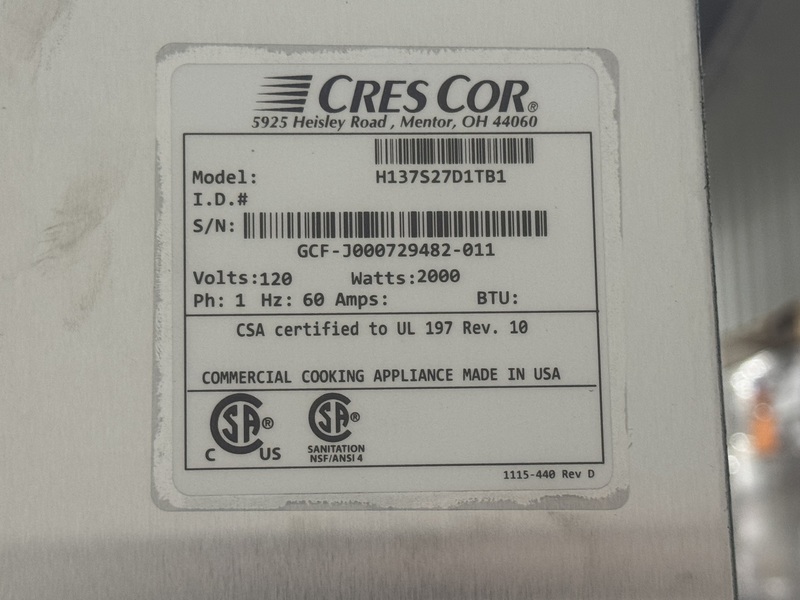 CRES COR®
5925 Heisley Road , Mentor, OH 44060
Model: H137S27D1TB1
I.D.#
S/N:
GCF-J000729482-011
Volts:120 Watts:2000
Ph: 1 Hz: 60 Amps: BTU:
CSA certified to UL 197 Rev. 10
COMMERCIAL COOKING APPLIANCE MADE IN USA
CSA® CSA®
C US
SANITATION
NSF/ANSI 4
1115-440 Rev D